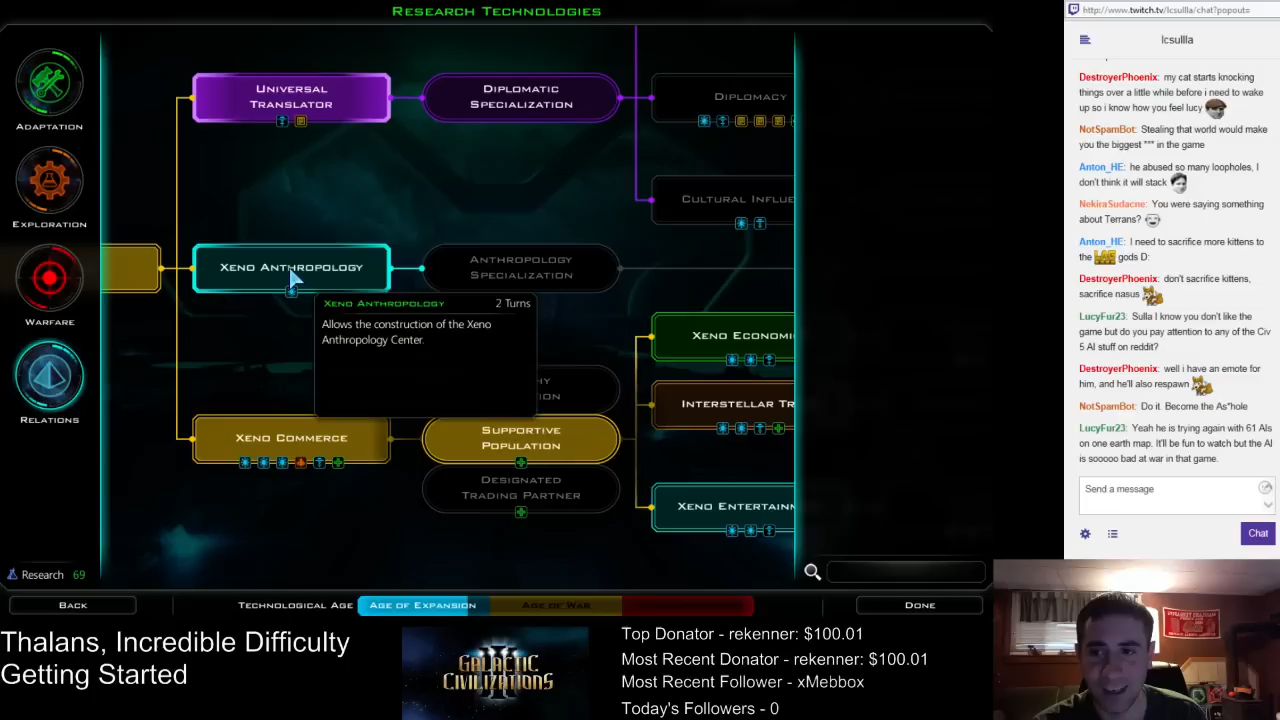 Research Technologies
Adaptation
Exploration
Warfare
Relations
Universal
Translator
Diplomatic
Specialization
Diplomacy
Cultural Influe
Xeno Anthropology
Anthropology
Specialization
Xeno Anthropology
2 Turns
Allows the construction of the Xeno
Anthropology Center.
Xeno Commerce
Supportive
Population
Designated
Trading Partner
Xeno Economi
Interstellar Tr
Xeno Entertainm
Research 69
Back
Technological Age
Age of Expansion
Age of War
Done
Thalans, Incredible Difficulty
Getting Started
GALACTIC
CIVILIZATIONS
III
Top Donator - rekenner: $100.01
Most Recent Donator - rekenner: $100.01
Most Recent Follower - xMebbox
Today's Followers - 0
http://www.twitch.tv/lcsullla/chat?popout=
lcsullla
DestroyerPhoenix: my cat starts knocking
things over a little while before i need to wake
up so i know how you feel lucy
NotSpamBot: Stealing that world would make
you the biggest *** in the game
Anton_HE: he abused so many loopholes, I
don't think it will stack
NekiraSudacne: You were saying something
about Terrans?
Anton_HE: I need to sacrifice more kittens to
the LAG gods D:
DestroyerPhoenix: don't sacrifice kittens,
sacrifice nasus
LucyFur23: Sulla I know you don't like the
game but do you pay attention to any of the Civ
5 AI stuff on reddit?
DestroyerPhoenix: well i have an emote for
him, and he'll also respawn
NotSpamBot: Do it. Become the As*hole
LucyFur23: Yeah he is trying again with 61 AIs
on one earth map. It'll be fun to watch but the AI
is sooooo bad at war in that game.
Send a message
Chat